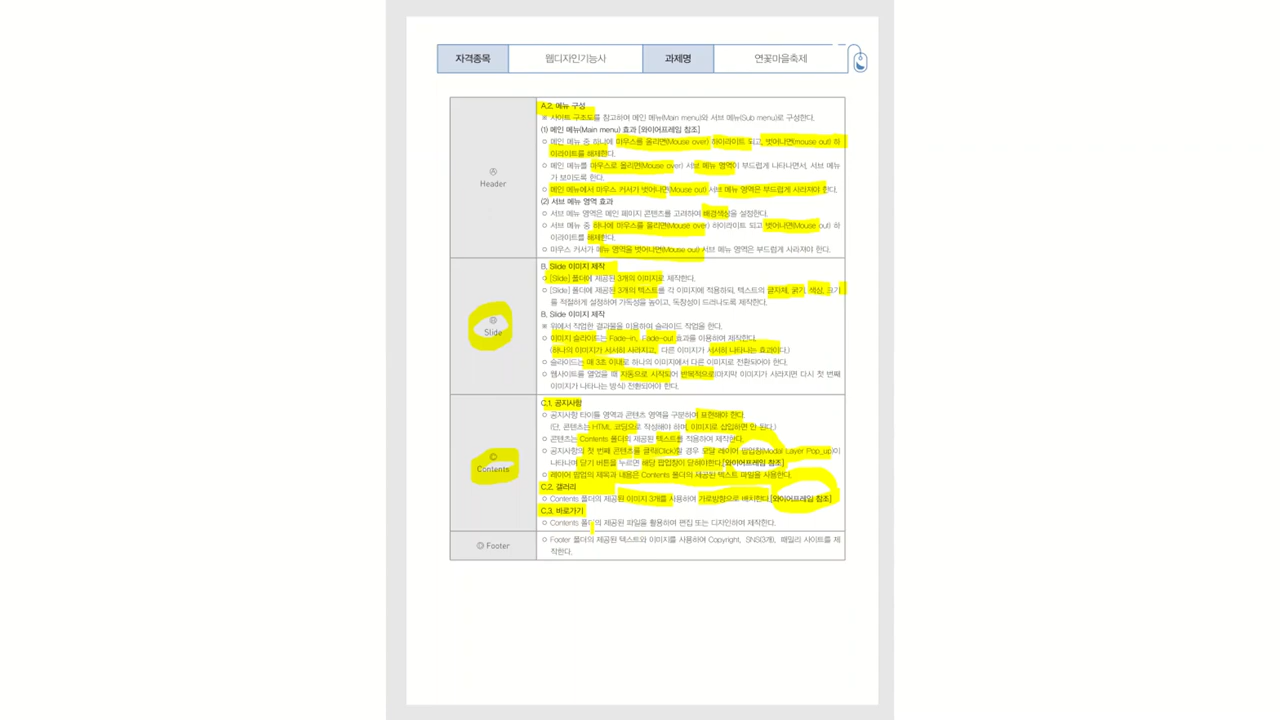 자격종목 웹디자인기능사 과제명 연꽃마을축제
Ⓐ
Header
A.2. 메뉴 구성
※ 사이트 구조도를 참고하여 메인 메뉴(Main menu)와 서브 메뉴(Sub menu)로 구성한다.
(1) 메인 메뉴(Main menu) 효과 [와이어프레임 참조]
○ 메인 메뉴 중 하나에 마우스를 올리면(Mouse over) 하이라이트 되고, 벗어나면(mouse out) 하
이라이트를 해제한다.
○ 메인 메뉴를 마우스로 올리면(Mouse over) 서브 메뉴 영역이 부드럽게 나타나면서, 서브 메뉴
가 보이도록 한다.
○ 메인 메뉴에서 마우스 커서가 벗어나면(Mouse out) 서브 메뉴 영역은 부드럽게 사라져야 한다.
(2) 서브 메뉴 영역 효과
○ 서브 메뉴 영역은 메인 페이지 콘텐츠를 고려하여 배경색상을 설정한다.
○ 서브 메뉴 중 하나에 마우스를 올리면(Mouse over) 하이라이트 되고 벗어나면(Mouse out) 하
이라이트를 해제한다.
○ 마우스 커서가 메뉴 영역을 벗어나면(Mouse out) 서브 메뉴 영역은 부드럽게 사라져야 한다.
Ⓑ
Slide
B. Slide 이미지 제작
○ [Slide] 폴더에 제공된 3개의 이미지로 제작한다.
○ [Slide] 폴더에 제공된 3개의 텍스트를 각 이미지에 적용하되, 텍스트의 글자체, 굵기, 색상, 크기
를 적절하게 설정하여 가독성을 높이고, 독창성이 드러나도록 제작한다.
B. Slide 이미지 제작
※ 위에서 작업한 결과물을 이용하여 슬라이드 작업을 한다.
○ 이미지 슬라이드는 Fade-in, Fade-out 효과를 이용하여 제작한다.
(하나의 이미지가 서서히 사라지고, 다른 이미지가 서서히 나타나는 효과이다.)
○ 슬라이드는 매 3초 이내로 하나의 이미지에서 다른 이미지로 전환되어야 한다.
○ 웹사이트를 열었을 때 자동으로 시작되어 반복적으로(마지막 이미지가 사라지면 다시 첫 번째
이미지가 나타나는 방식) 전환되어야 한다.
Ⓒ
Contents
C.1. 공지사항
○ 공지사항 타이틀 영역과 콘텐츠 영역을 구분하여 표현해야 한다.
(단, 콘텐츠는 HTML 코딩으로 작성해야 하며, 이미지로 삽입하면 안 된다.)
○ 콘텐츠는 Contents 폴더의 제공된 텍스트를 적용하여 제작한다.
○ 공지사항의 첫 번째 콘텐츠를 클릭(Click)할 경우 모달 레이어 팝업창(Modal Layer Pop_up)이
나타나며 닫기 버튼을 누르면 해당 팝업창이 닫혀야한다.[와이어프레임 참조]
○ 레이어 팝업의 제목과 내용은 Contents 폴더의 제공된 텍스트 파일을 사용한다.
C.2. 갤러리
○ Contents 폴더의 제공된 이미지 3개를 사용하여 가로방향으로 배치한다.[와이어프레임 참조]
C.3. 바로가기
○ Contents 폴더의 제공된 파일을 활용하여 편집 또는 디자인하여 제작한다.
Ⓓ Footer
○ Footer 폴더의 제공된 텍스트와 이미지를 사용하여 Copyright, SNS(3개), 패밀리 사이트를 제
작한다.